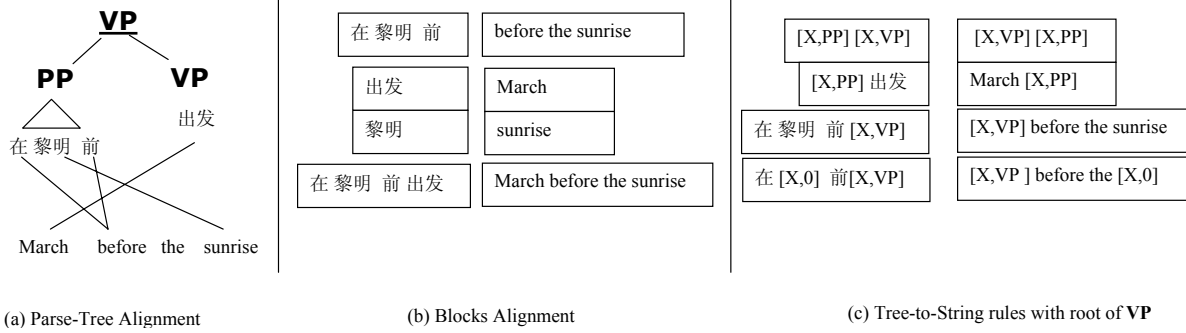 VP
PP VP
出发
在 黎明 前
March before the sunrise
(a) Parse-Tree Alignment
在 黎明 前 before the sunrise
出发 March
黎明 sunrise
在 黎明 前 出发 March before the sunrise
(b) Blocks Alignment
[X,PP] [X,VP] [X,VP] [X,PP]
[X,PP] 出发 March [X,PP]
在 黎明 前 [X,VP] [X,VP] before the sunrise
在 [X,0] 前[X,VP] [X,VP ] before the [X,0]
(c) Tree-to-String rules with root of VP